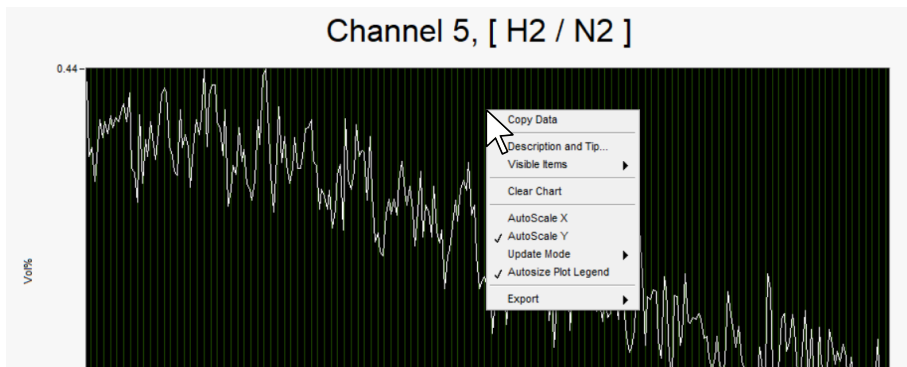 Channel 5, [ H2 / N2 ]
0.44
Vol%
Copy Data
Description and Tip...
Visible Items
Clear Chart
AutoScale X
AutoScale Y
Update Mode
Autosize Plot Legend
Export